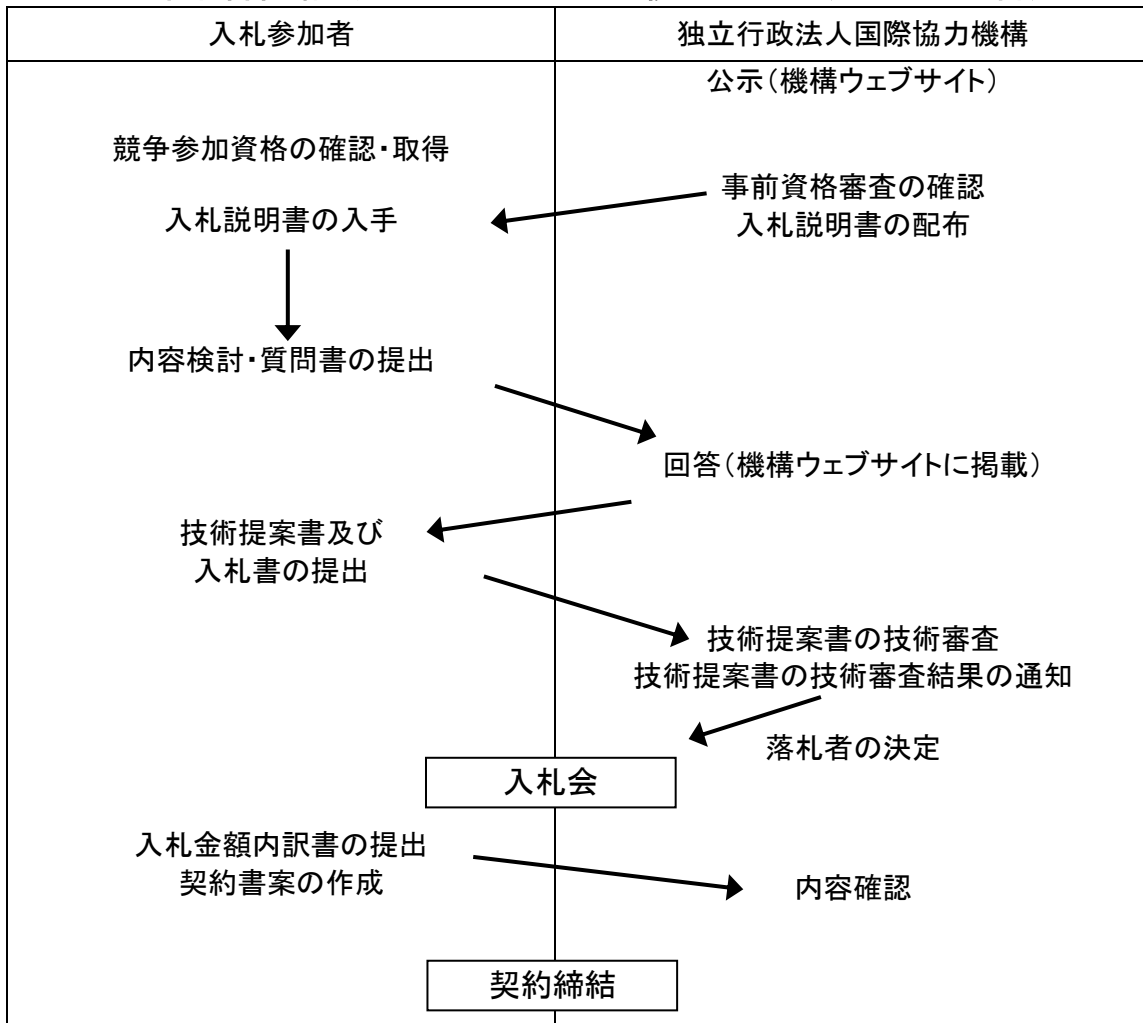 入札参加者
独立行政法人国際協力機構
公示(機構ウェブサイト)
競争参加資格の確認・取得
事前資格審査の確認
入札説明書の配布
入札説明書の入手
内容検討・質問書の提出
回答(機構ウェブサイトに掲載)
技術提案書及び
入札書の提出
技術提案書の技術審査
技術提案書の技術審査結果の通知
落札者の決定
入札会
入札金額内訳書の提出
契約書案の作成
内容確認
契約締結